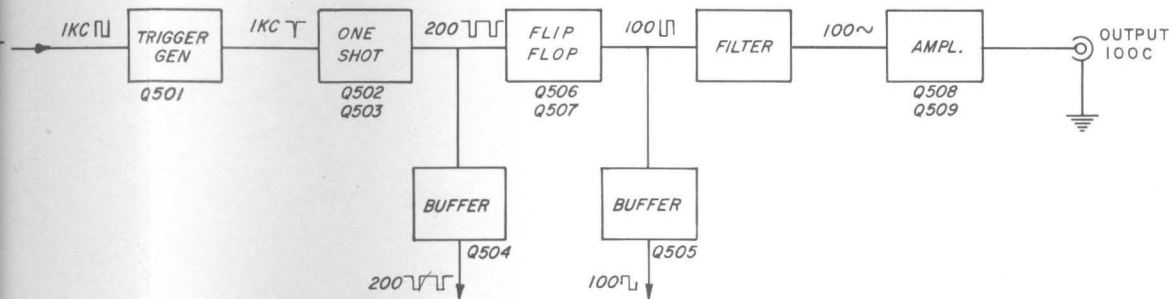 1KC
TRIGGER
GEN
Q501
1KC
ONE
SHOT
Q502
Q503
200
FLIP
FLOP
Q506
Q507
100
FILTER
100~
AMPL.
Q508
Q509
OUTPUT
100C
BUFFER
Q504
200
BUFFER
Q505
100